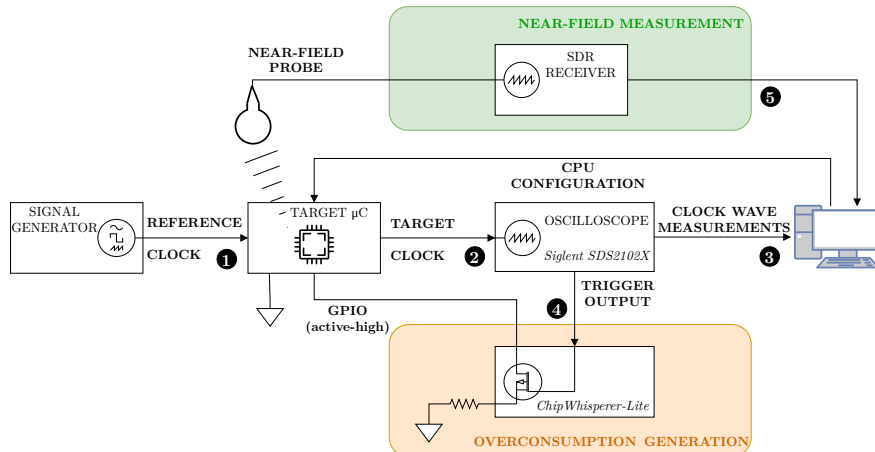 NEAR-FIELD MEASUREMENT
NEAR-FIELD
PROBE
SDR
RECEIVER
5
CPU
CONFIGURATION
SIGNAL
GENERATOR
REFERENCE
CLOCK
1
TARGET µC
TARGET
CLOCK
2
OSCILLOSCOPE
Siglent SDS2102X
CLOCK WAVE
MEASUREMENTS
3
TRIGGER
OUTPUT
4
GPIO
(active-high)
ChipWhisperer-Lite
OVERCONSUMPTION GENERATION